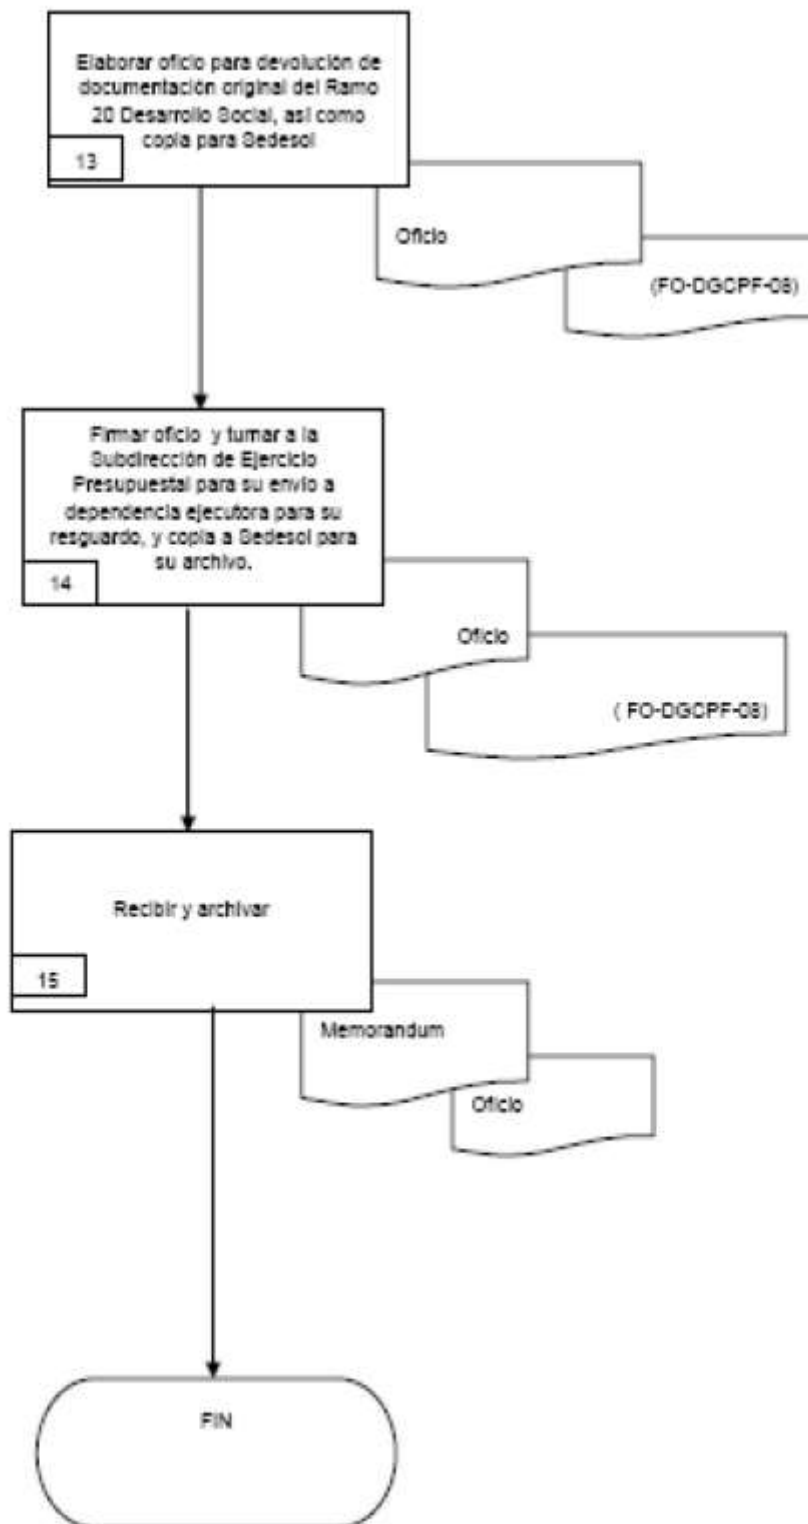 Elaborar oficio para devolución de
documentación original del Ramo
20 Desarrollo Social, así como
copia para Sedesol
13
Oficio
(FO-DGCPF-08)
Firmar oficio y turnar a la
Subdirección de Ejercicio
Presupuestal para su envío a
dependencia ejecutora para su
resguardo, y copia a Sedesol para
su archivo.
14
Oficio
( FO-DGCPF-08)
Recibir y archivar
15
Memorandum
Oficio
FIN